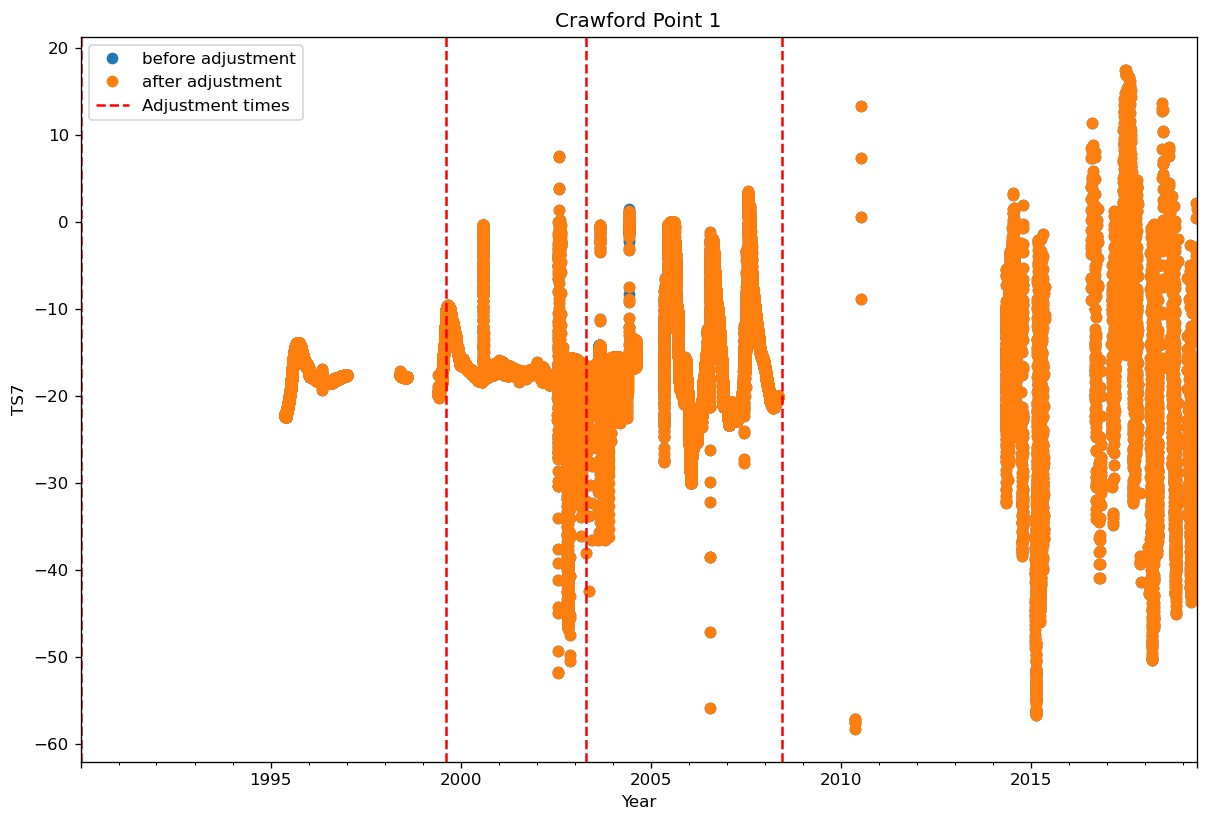 Crawford Point 1
before adjustment
after adjustment
Adjustment times
TS7
20
10
0
−10
−20
−30
−40
−50
−60
1995
2000
2005
2010
2015
Year